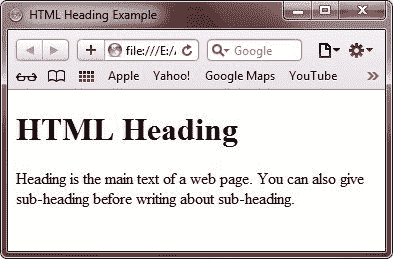 HTML Heading Example
file:///E:/
Google
Apple Yahoo! Google Maps YouTube
HTML Heading
Heading is the main text of a web page. You can also give
sub-heading before writing about sub-heading.